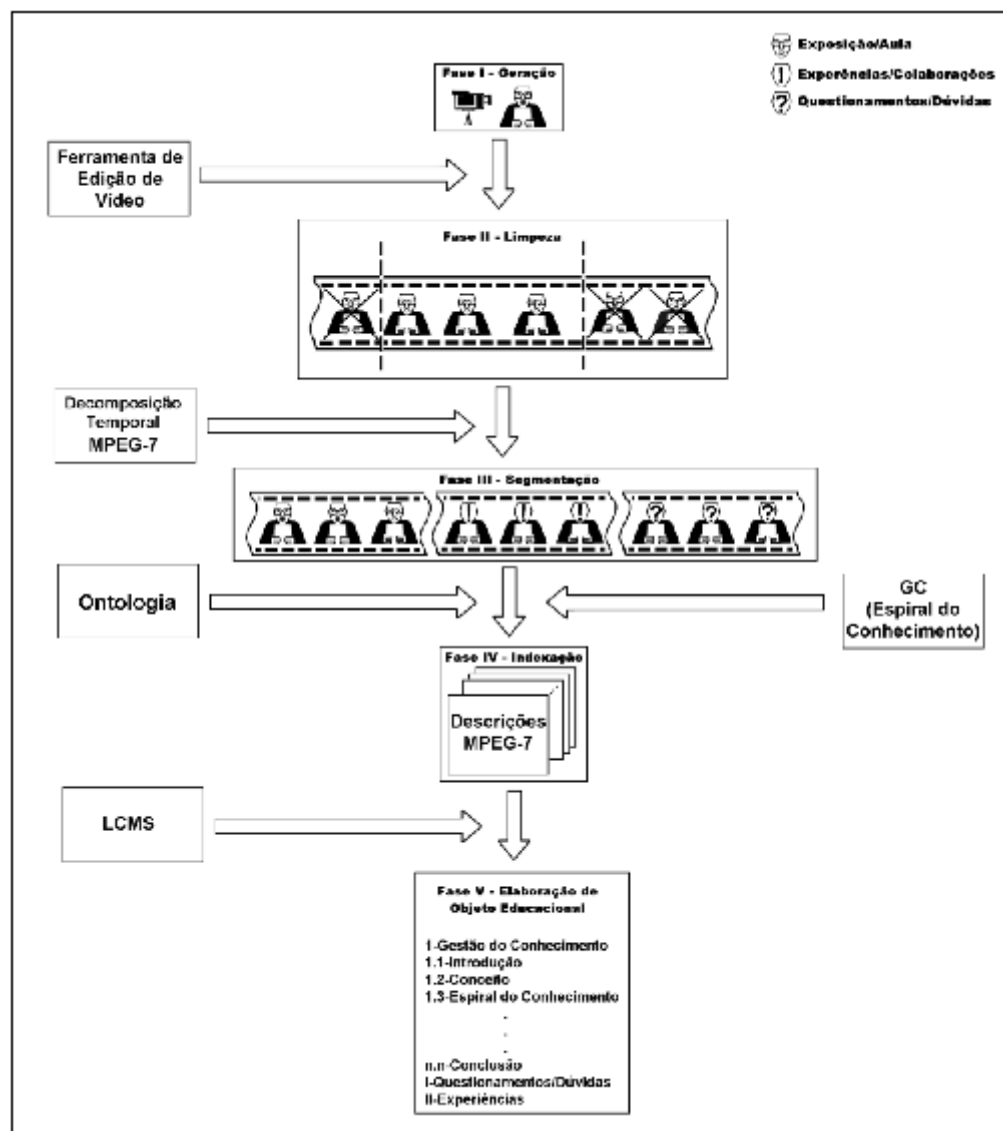 Exposição/Aula
Experências/Colaborações
Questionamentos/Dúvidas
Fase I - Geração
Ferramenta de
Edição de
Video
Fase II - Limpeza
Decomposição
Temporal
MPEG-7
Fase III - Segmentação
Ontologia
GC
(Espiral do
Conhecimento)
Fase IV - Indexação
Descrições
MPEG-7
LCMS
Fase V - Elaboração de
Objeto Educacional
1-Gestão do Conhecimento
1.1-Introdução
1.2-Conceito
1.3-Espiral do Conhecimento
.
.
.
n.n-Conclusão
I-Questionamentos/Dúvidas
II-Experiências